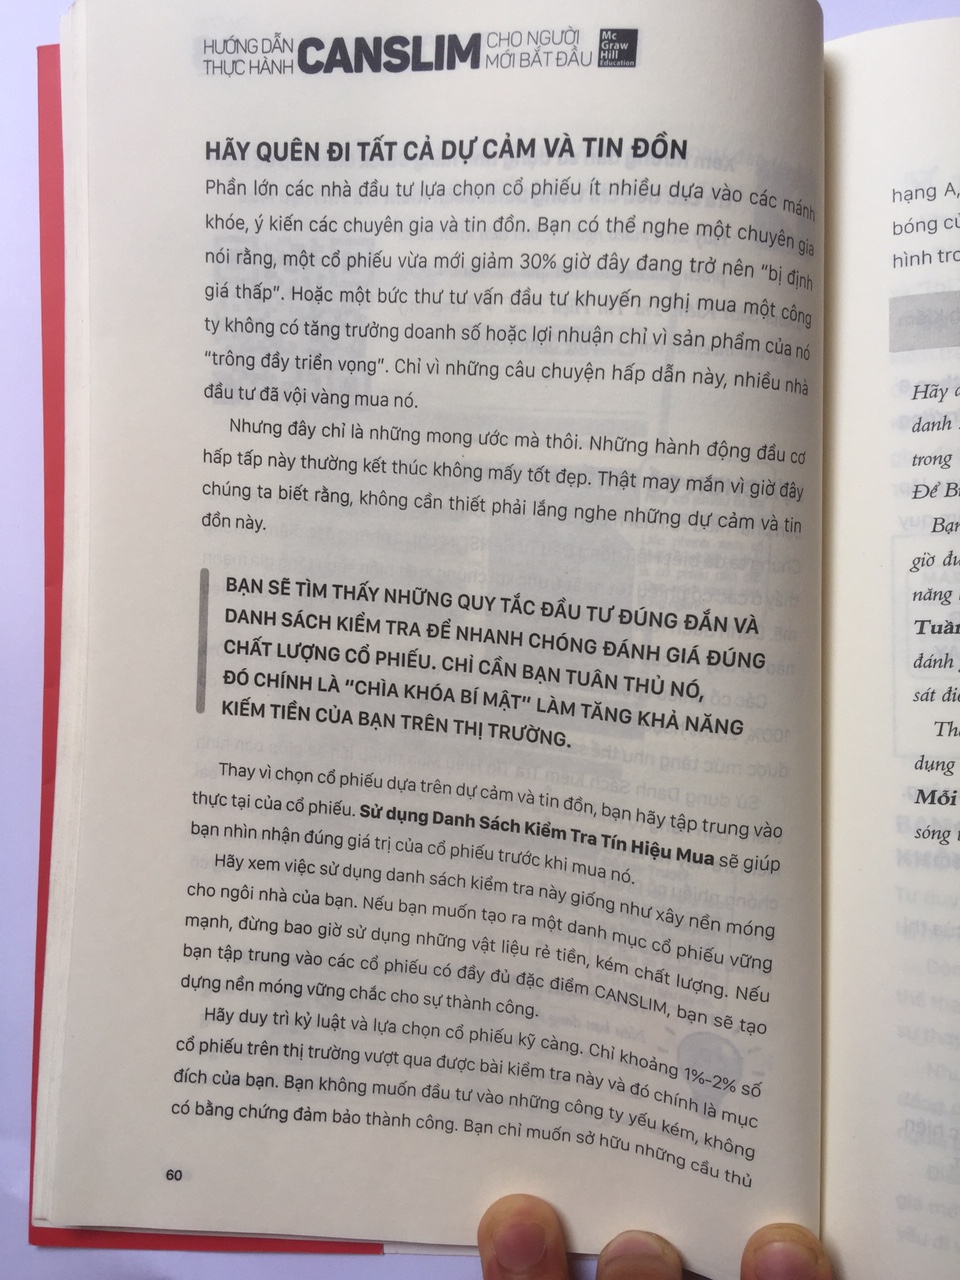 HƯỚNG DẪN
THỰC HÀNH
CANSLIM
CHO NGƯỜI
MỚI BẮT ĐẦU
Mc
Graw
Hill
Education
HÃY QUÊN ĐI TẤT CẢ DỰ CẢM VÀ TIN ĐỒN
Phần lớn các nhà đầu tư lựa chọn cổ phiếu ít nhiều dựa vào các mánh
khóe, ý kiến các chuyên gia và tin đồn. Bạn có thể nghe một chuyên gia
nói rằng, một cổ phiếu vừa mới giảm 30% giờ đây đang trở nên “bị định
giá thấp”. Hoặc một bức thư tư vấn đầu tư khuyến nghị mua một công
ty không có tăng trưởng doanh số hoặc lợi nhuận chỉ vì sản phẩm của nó
“trông đầy triển vọng”. Chỉ vì những câu chuyện hấp dẫn này, nhiều nhà
đầu tư đã vội vàng mua nó.
Nhưng đây chỉ là những mong ước mà thôi. Những hành động đầu cơ
hấp tấp này thường kết thúc không mấy tốt đẹp. Thật may mắn vì giờ đây
chúng ta biết rằng, không cần thiết phải lắng nghe những dự cảm và tin
đồn này.
BẠN SẼ TÌM THẤY NHỮNG QUY TẮC ĐẦU TƯ ĐÚNG ĐẮN VÀ
DANH SÁCH KIỂM TRA ĐỂ NHANH CHÓNG ĐÁNH GIÁ ĐÚNG
CHẤT LƯỢNG CỔ PHIẾU. CHỈ CẦN BẠN TUÂN THỦ NÓ,
ĐÓ CHÍNH LÀ “CHÌA KHÓA BÍ MẬT” LÀM TĂNG KHẢ NĂNG
KIẾM TIỀN CỦA BẠN TRÊN THỊ TRƯỜNG.
Thay vì chọn cổ phiếu dựa trên dự cảm và tin đồn, bạn hãy tập trung vào
thực tại của cổ phiếu. Sử dụng Danh Sách Kiểm Tra Tín Hiệu Mua sẽ giúp
bạn nhìn nhận đúng giá trị của cổ phiếu trước khi mua nó.
Hãy xem việc sử dụng danh sách kiểm tra này giống như xây nền móng
cho ngôi nhà của bạn. Nếu bạn muốn tạo ra một danh mục cổ phiếu vững
mạnh, đừng bao giờ sử dụng những vật liệu rẻ tiền, kém chất lượng. Nếu
bạn tập trung vào các cổ phiếu có đầy đủ đặc điểm CANSLIM, bạn sẽ tạo
dựng nền móng vững chắc cho sự thành công.
Hãy duy trì kỷ luật và lựa chọn cổ phiếu kỹ càng. Chỉ khoảng 1%-2% số
cổ phiếu trên thị trường vượt qua được bài kiểm tra này và đó chính là mục
đích của bạn. Bạn không muốn đầu tư vào những công ty yếu kém, không
có bằng chứng đảm bảo thành công. Bạn chỉ muốn sở hữu những cầu thủ
60
hạng A,
bóng củ
hình tro
Hãy
danh
trong
Để B
Bạn
giờ đu
năng
Tuần
đánh
sát điể
Th
dụng
Mỗi
sóng